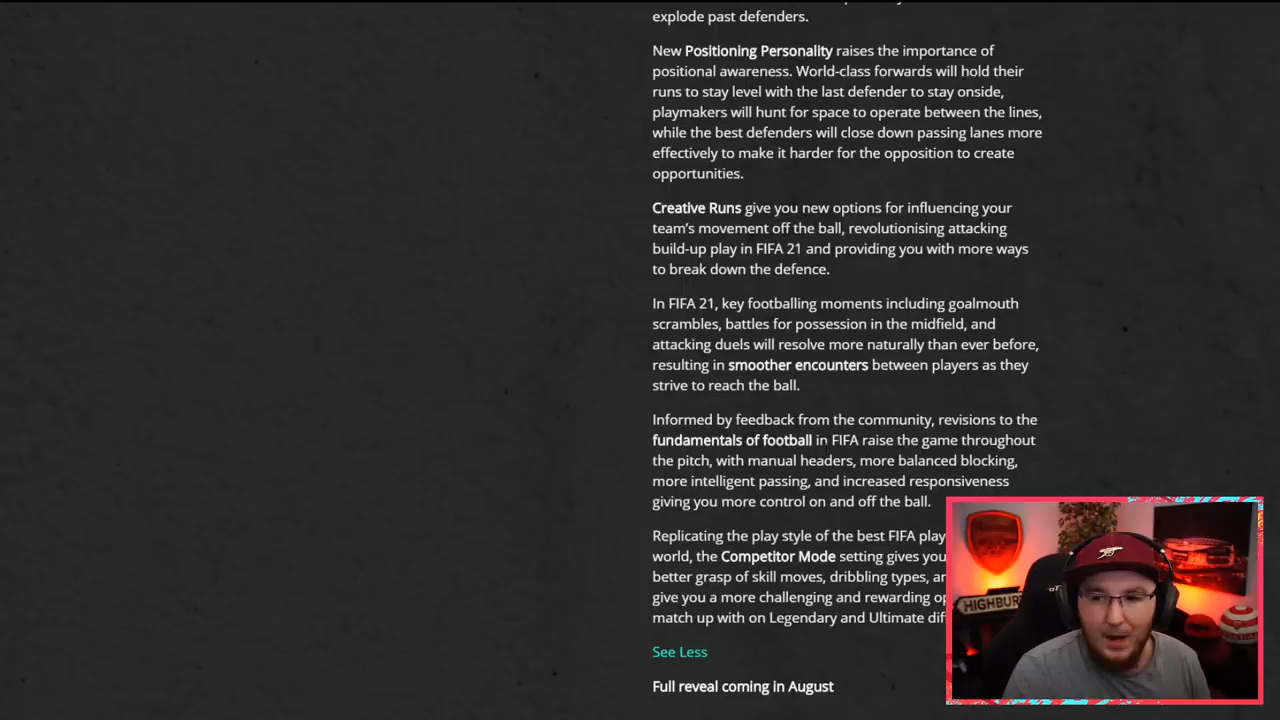 explode past defenders.
New Positioning Personality raises the importance of
positional awareness. World-class forwards will hold their
runs to stay level with the last defender to stay onside,
playmakers will hunt for space to operate between the lines,
while the best defenders will close down passing lanes more
effectively to make it harder for the opposition to create
opportunities.
Creative Runs give you new options for influencing your
team's movement off the ball, revolutionising attacking
build-up play in FIFA 21 and providing you with more ways
to break down the defence.
In FIFA 21, key footballing moments including goalmouth
scrambles, battles for possession in the midfield, and
attacking duels will resolve more naturally than ever before,
resulting in smoother encounters between players as they
strive to reach the ball.
Informed by feedback from the community, revisions to the
fundamentals of football in FIFA raise the game throughout
the pitch, with manual headers, more balanced blocking,
more intelligent passing, and increased responsiveness
giving you more control on and off the ball.
Replicating the play style of the best FIFA
world, the Competitor Mode setting gives you
better grasp of skill moves, dribbling types,
give you a more challenging and rewarding
match up with on Legendary and Ultimate
See Less
Full reveal coming in August